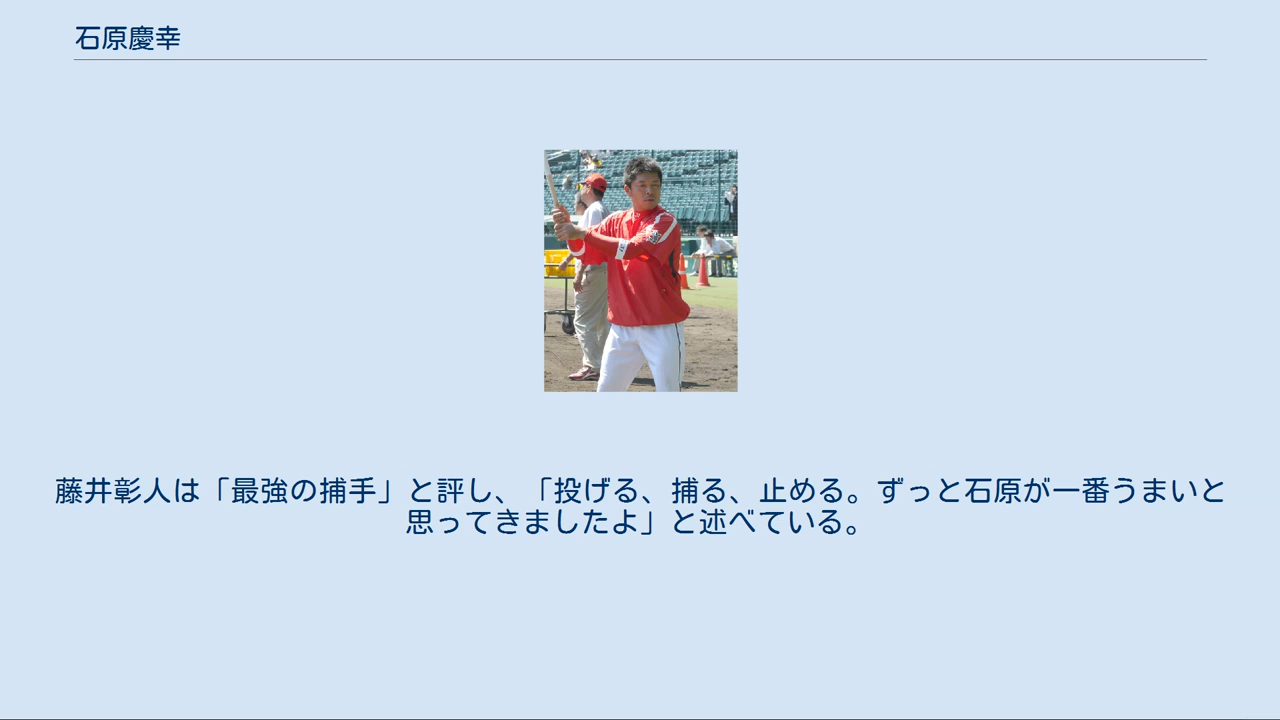 石原慶幸
藤井彰人は「最強の捕手」と評し、「投げる、捕る、止める。ずっと石原が一番うまいと
思ってきましたよ」と述べている。